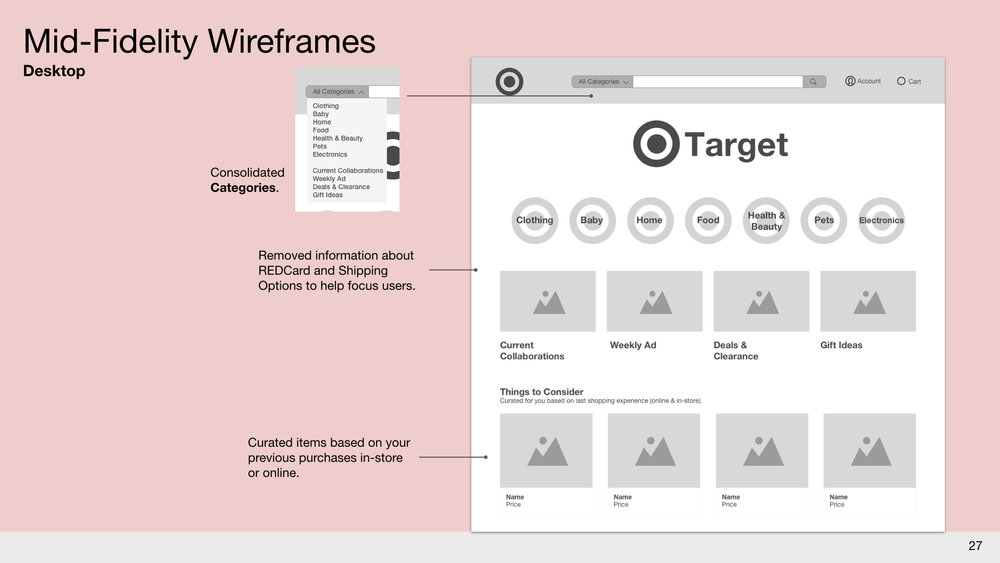 Mid-Fidelity Wireframes
Desktop
All Categories
Clothing
Baby
Home
Food
Health & Beauty
Pets
Electronics
Current Collaborations
Weekly Ad
Deals & Clearance
Gift Ideas
Consolidated
Categories.
Removed information about
REDCard and Shipping
Options to help focus users.
Curated items based on your
previous purchases in-store
or online.
All Categories
Account
Cart
Target
Clothing
Baby
Home
Food
Health &
Beauty
Pets
Electronics
Current
Collaborations
Weekly Ad
Deals &
Clearance
Gift Ideas
Things to Consider
Curated for you based on last shopping experience (online & in-store).
Name
Price
Name
Price
Name
Price
Name
Price
27